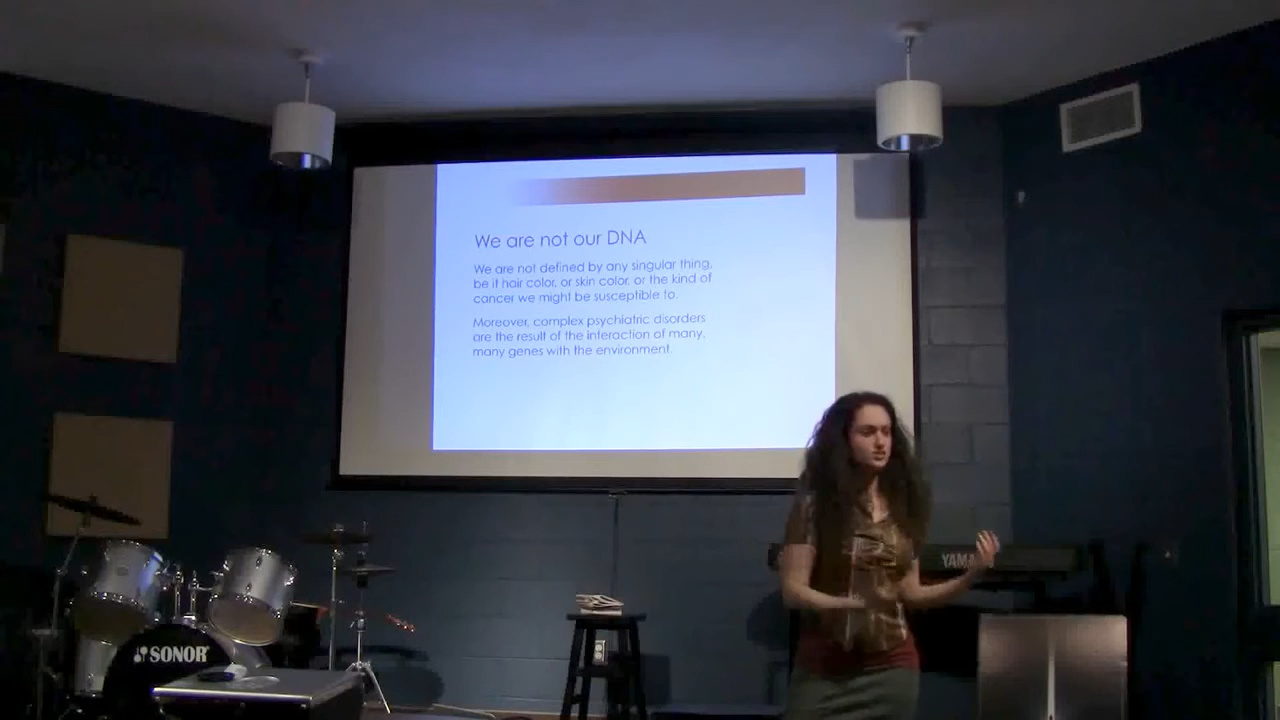 We are not our DNA
We are not defined by any singular thing,
be it hair color, or skin color, or the kind of
cancer we might be susceptible to.
Moreover, complex psychiatric disorders
are the result of the interaction of many,
many genes with the environment.
YAMA
SONOR